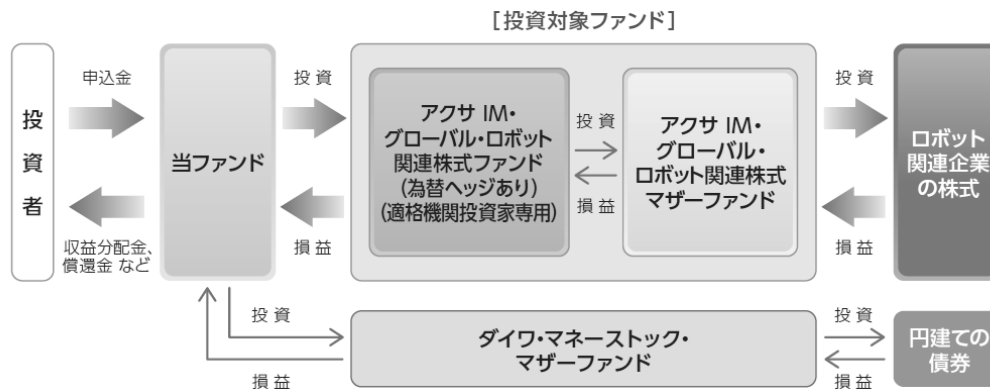 [投資対象ファンド]
投資者
申込金
収益分配金、
償還金 など
当ファンド
投 資
損 益
アクサ IM・
グローバル・ロボット
関連株式ファンド
(為替ヘッジあり)
(適格機関投資家専用)
投 資
損 益
アクサ IM・
グローバル・
ロボット関連株式
マザーファンド
投 資
損 益
ロボット
関連企業
の株式
投 資
損 益
ダイワ・マネーストック・
マザーファンド
投 資
損 益
円建ての
債券